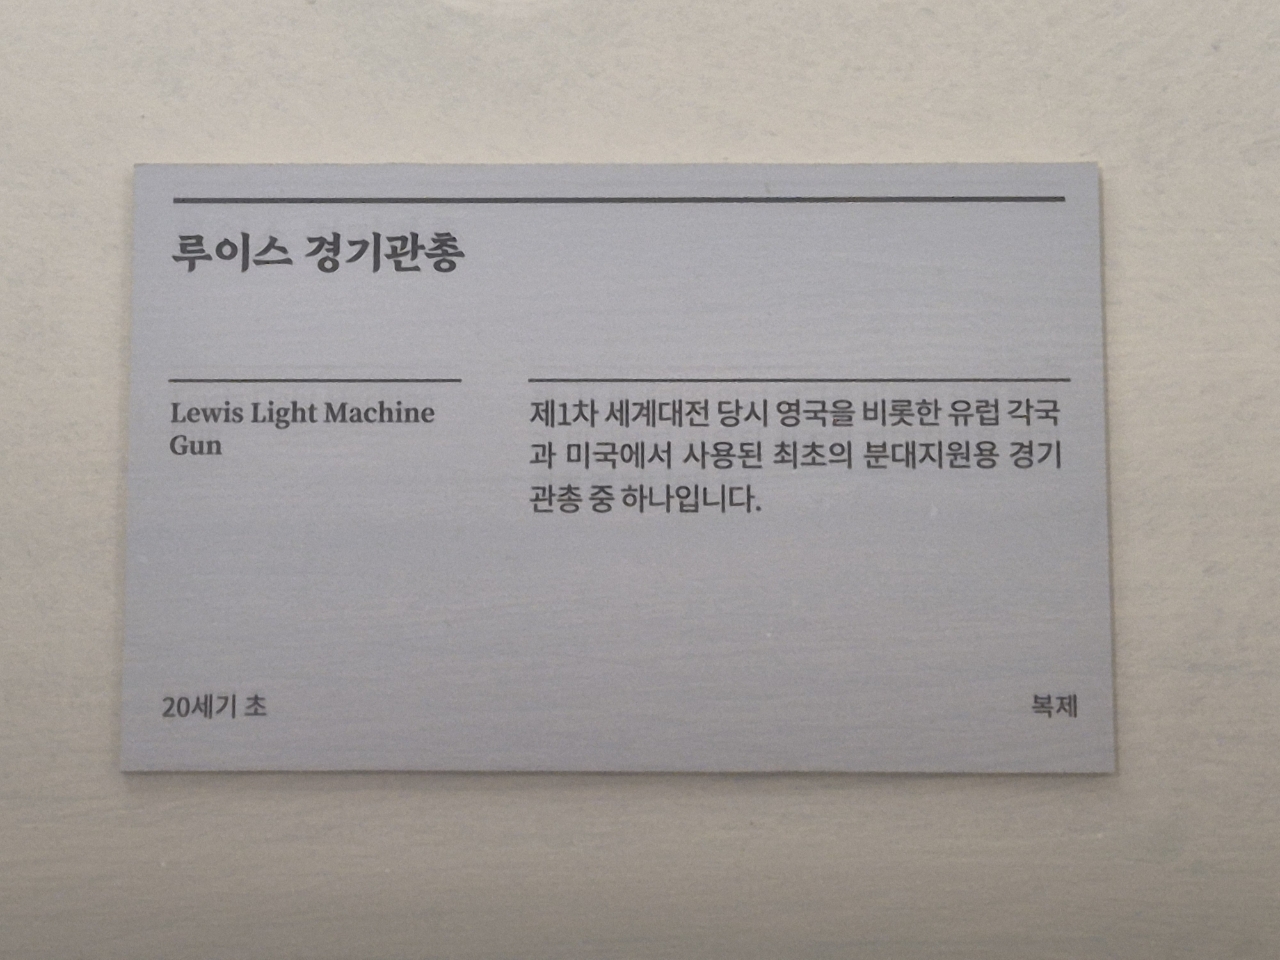 루이스 경기관총
Lewis Light Machine
Gun
제1차 세계대전 당시 영국을 비롯한 유럽 각국
과 미국에서 사용된 최초의 분대지원용 경기
관총 중 하나입니다.
20세기 초
복제